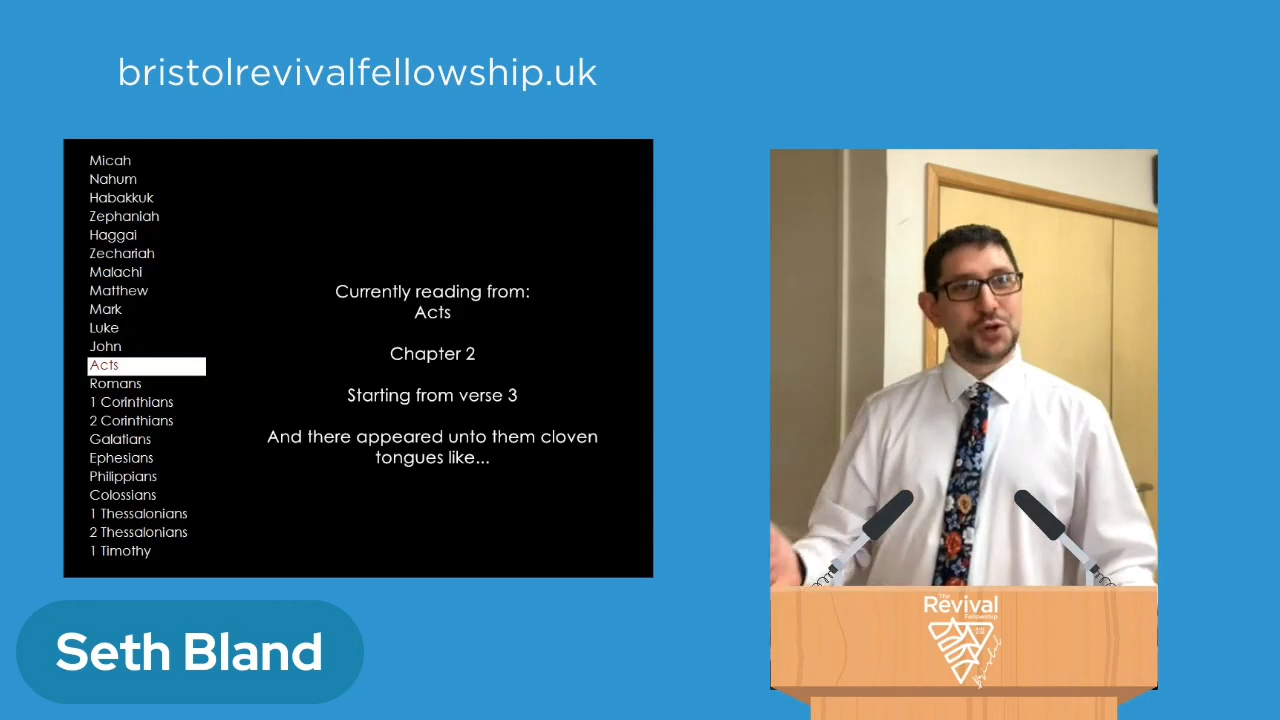 bristolrevivalfellowship.uk
Micah
Nahum
Habakkuk
Zephaniah
Haggai
Zechariah
Malachi
Matthew
Mark
Luke
John
Acts
Romans
1 Corinthians
2 Corinthians
Galatians
Ephesians
Philippians
Colossians
1 Thessalonians
2 Thessalonians
1 Timothy
Currently reading from:
Acts
Chapter 2
Starting from verse 3
And there appeared unto them cloven
tongues like...
Seth Bland
The
Revival
Fellowship
Bristol